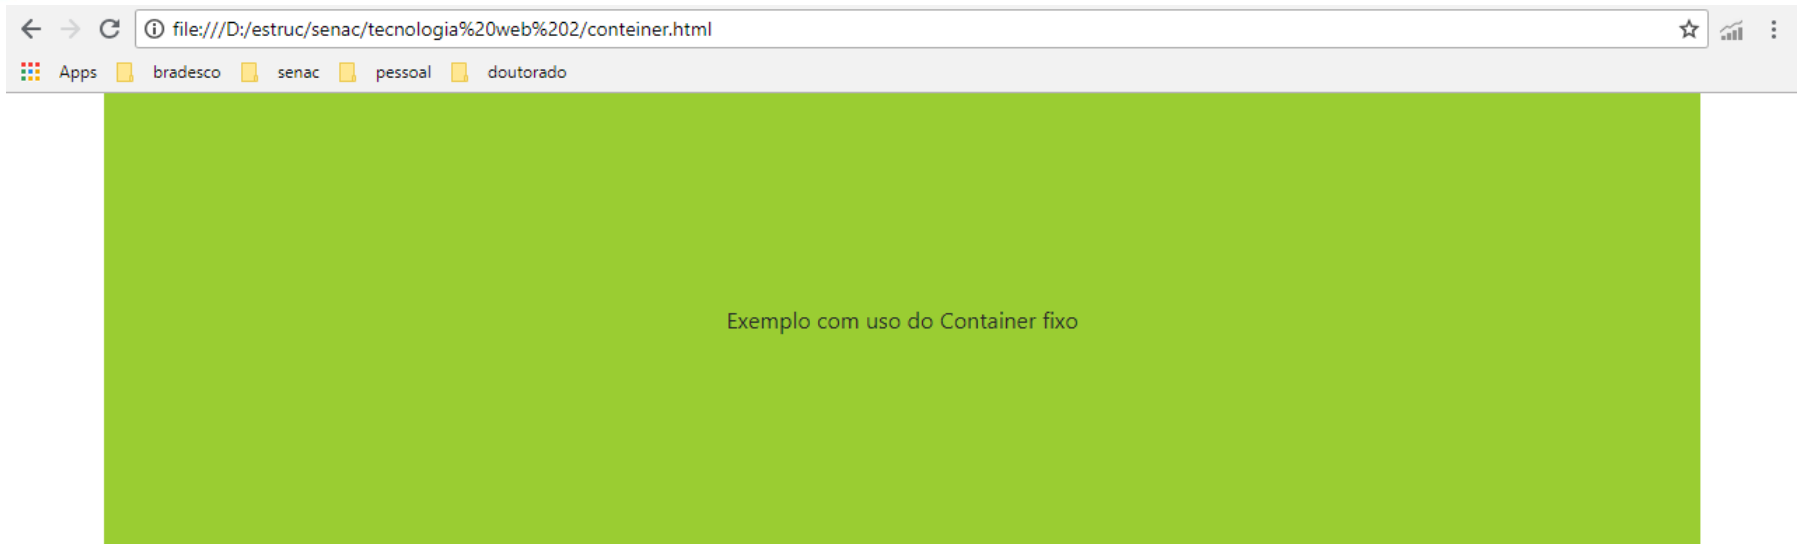 file:///D:/estruc/senac/tecnologia%20web%202/conteiner.html
Apps bradesco senac pessoal doutorado
Exemplo com uso do Container fixo